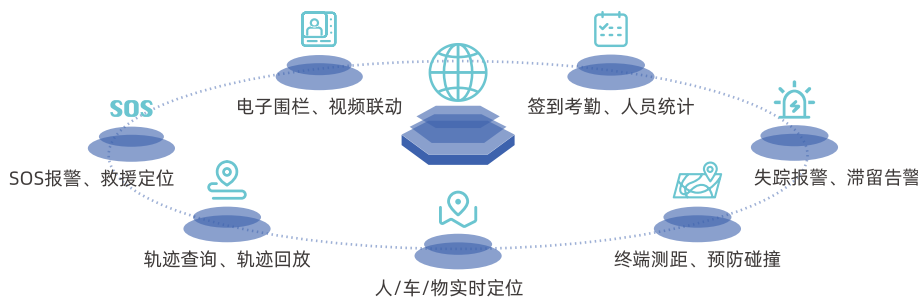 SOS
电子围栏、视频联动
签到考勤、人员统计
SOS报警、救援定位
失踪报警、滞留告警
轨迹查询、轨迹回放
终端测距、预防碰撞
人/车/物实时定位